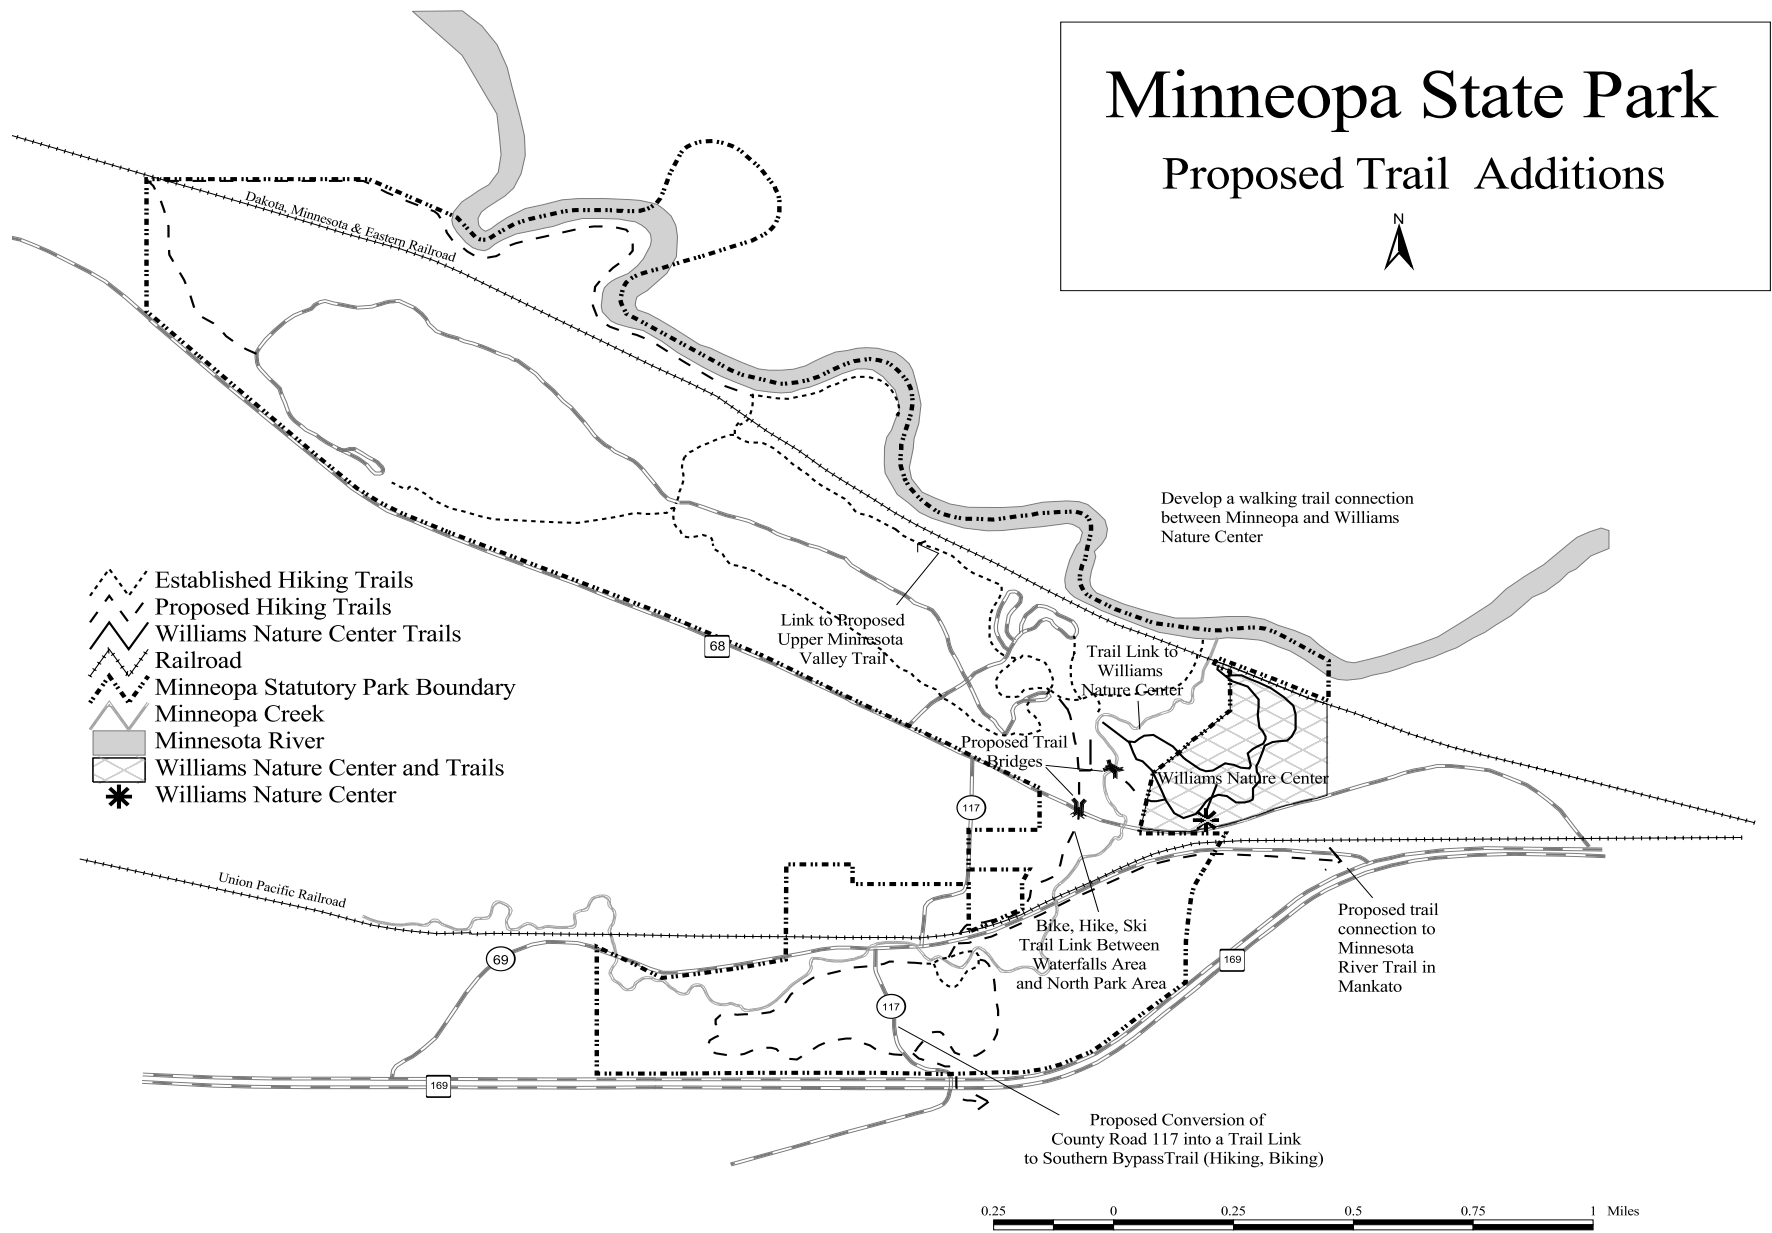 Minneopa State Park
Proposed Trail Additions
N
Dakota, Minnesota & Eastern Railroad
Develop a walking trail connection
between Minneopa and Williams
Nature Center
Established Hiking Trails
Proposed Hiking Trails
Williams Nature Center Trails
Railroad
Minneopa Statutory Park Boundary
Minneopa Creek
Minnesota River
Williams Nature Center and Trails
Williams Nature Center
68
Link to Proposed
Upper Minnesota
Valley Trail
Trail Link to
Williams
Nature Center
Proposed Trail
Bridges
Williams Nature Center
117
Union Pacific Railroad
69
Bike, Hike, Ski
Trail Link Between
Waterfalls Area
and North Park Area
169
Proposed trail
connection to
Minnesota
River Trail in
Mankato
117
169
Proposed Conversion of
County Road 117 into a Trail Link
to Southern BypassTrail (Hiking, Biking)
0.25 0 0.25 0.5 0.75 1 Miles